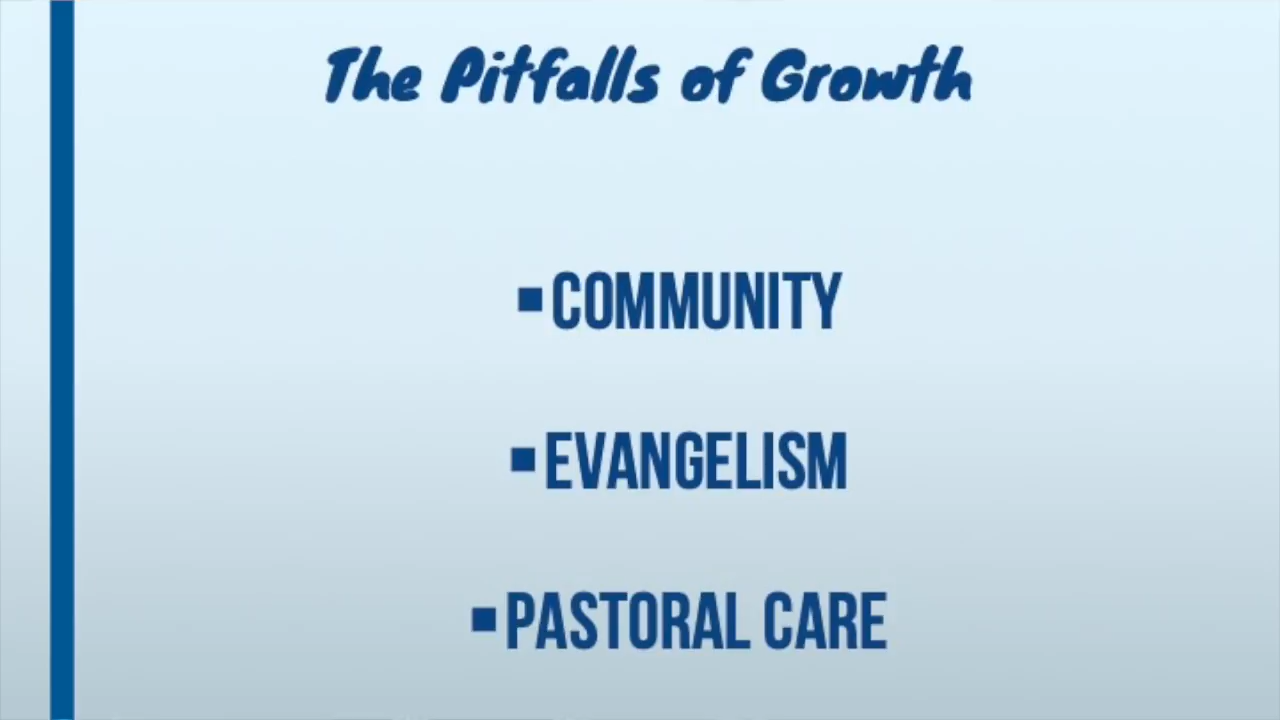 The Pitfalls of Growth
▪COMMUNITY
▪EVANGELISM
▪PASTORAL CARE